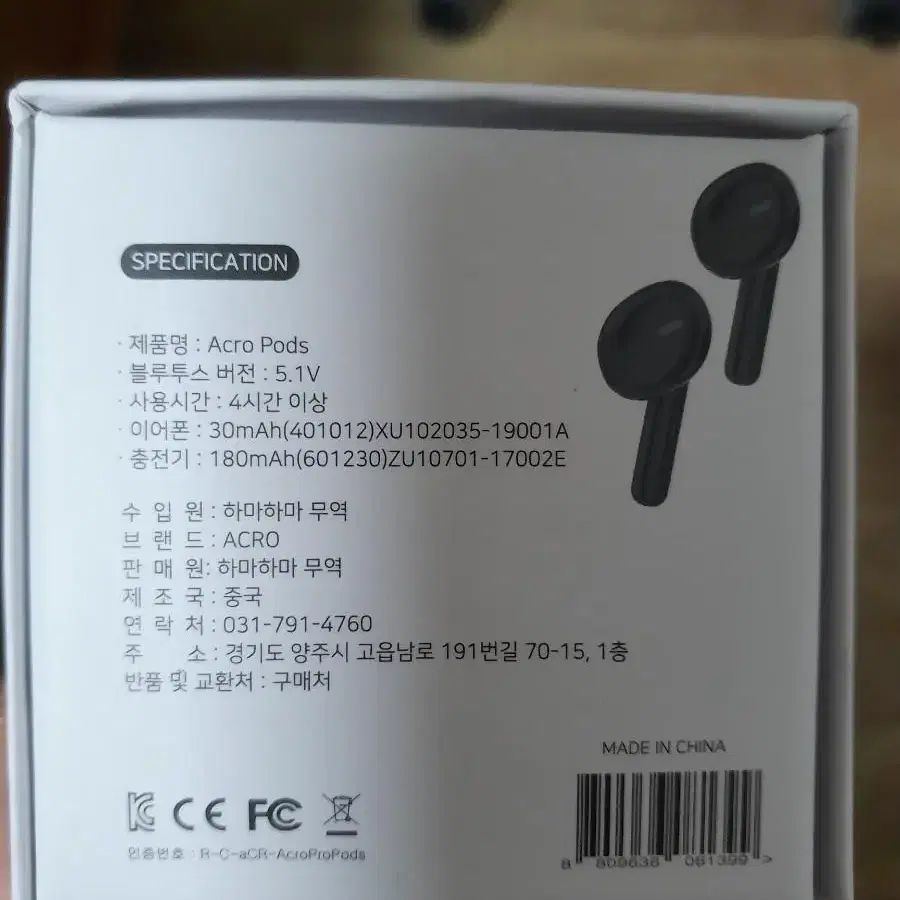 SPECIFICATION
· 제품명 : Acro Pods
· 블루투스 버전 : 5.1V
· 사용시간 : 4시간 이상
· 이어폰 : 30mAh(401012)XU102035-19001A
· 충전기 : 180mAh(601230)ZU10701-17002E
수 입 원 : 하마하마 무역
브 랜 드 : ACRO
판 매 원: 하마하마 무역
제 조 국 : 중국
연 락 처 : 031-791-4760
주 소 : 경기도 양주시 고읍남로 191번길 70-15, 1층
반품 및 교환처 : 구매처
MADE IN CHINA
CE FC
인증번호 : R-C-aCR-AcroProPods
8 809638 061399 >